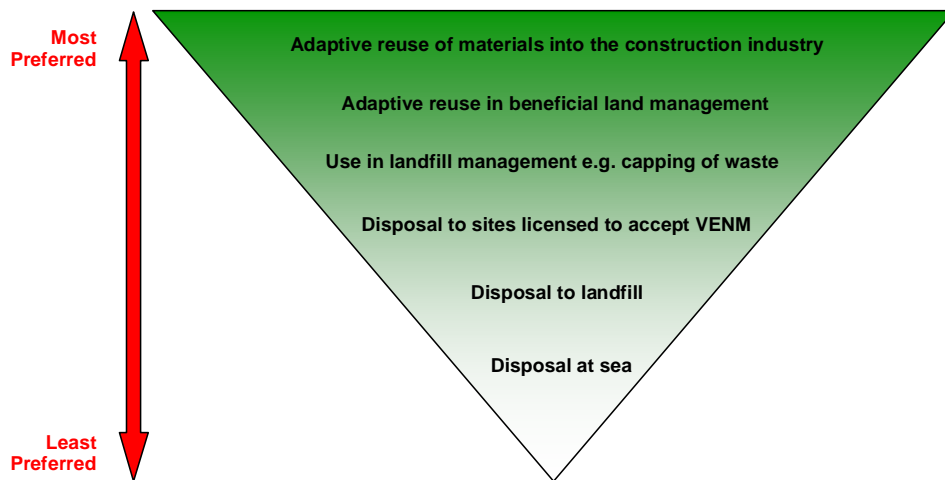 Most
Preferred
Adaptive reuse of materials into the construction industry
Adaptive reuse in beneficial land management
Use in landfill management e.g. capping of waste
Disposal to sites licensed to accept VENM
Disposal to landfill
Disposal at sea
Least
Preferred